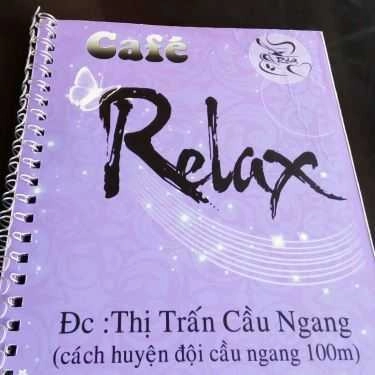 Café
Relax
Đc :Thị Trấn Cầu Ngang
(cách huyện đội cầu ngang 100m)